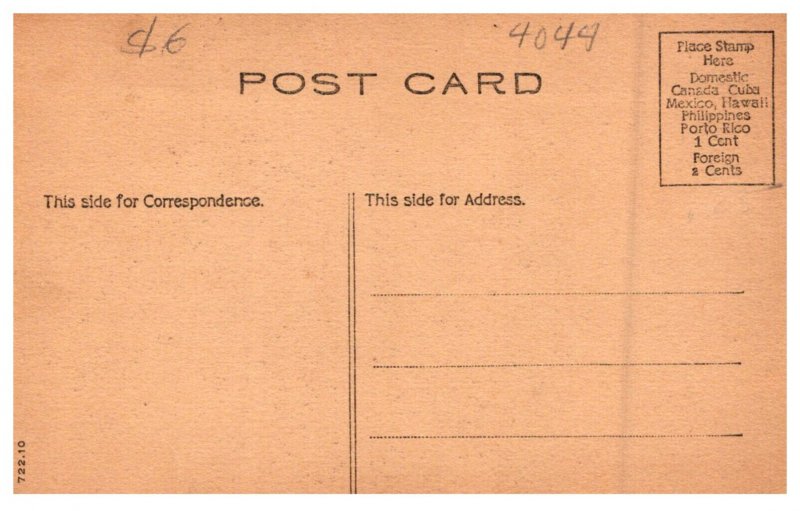 $6
4044
POST CARD
Place Stamp
Here
Domestic
Canada Cuba
Mexico, Hawaii
Philippines
Porto Rico
1 Cent
Foreign
2 Cents
This side for Correspondence.
This side for Address.
722.10